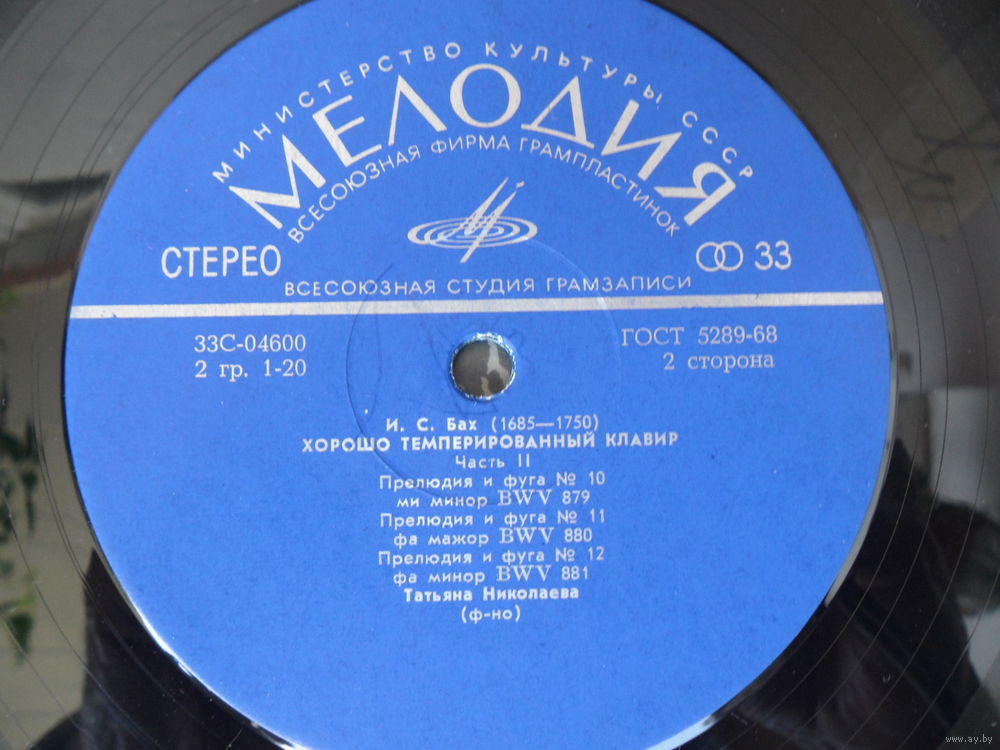 МИНИСТЕРСТВО КУЛЬТУРЫ СССР
МЕЛОДИЯ
ВСЕСОЮЗНАЯ ФИРМА ГРАМПЛАСТИНОК
СТЕРЕО
33
ВСЕСОЮЗНАЯ СТУДИЯ ГРАМЗАПИСИ
33С-04600
2 гр. 1-20
ГОСТ 5289-68
2 сторона
И. С. Бах (1685—1750)
ХОРОШО ТЕМПЕРИРОВАННЫЙ КЛАВИР
Часть II
Прелюдия и фуга № 10
ми минор BWV 879
Прелюдия и фуга № 11
фа мажор BWV 880
Прелюдия и фуга № 12
фа минор BWV 881
Татьяна Николаева
(ф-но)
www.ay.by